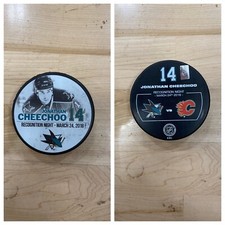 JONATHAN
CHEECHOO 14
RECOGNITION NIGHT - MARCH 24, 2018
14
JONATHAN CHEECHOO
RECOGNITION NIGHT
VS